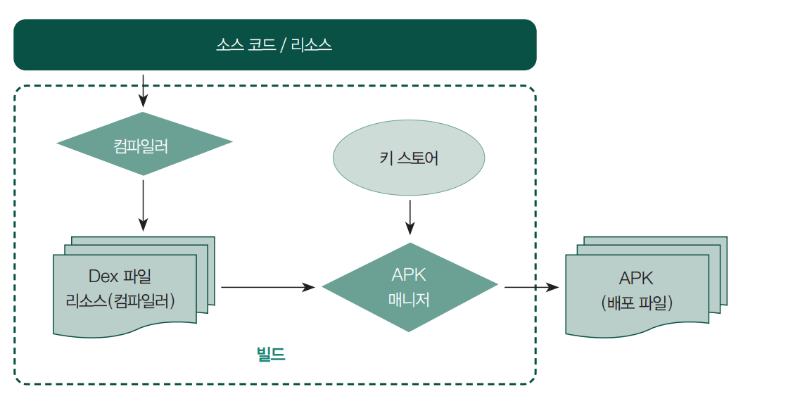 소스 코드 / 리소스
컴파일러
키 스토어
Dex 파일
리소스(컴파일러)
APK
매니저
APK
(배포 파일)
빌드